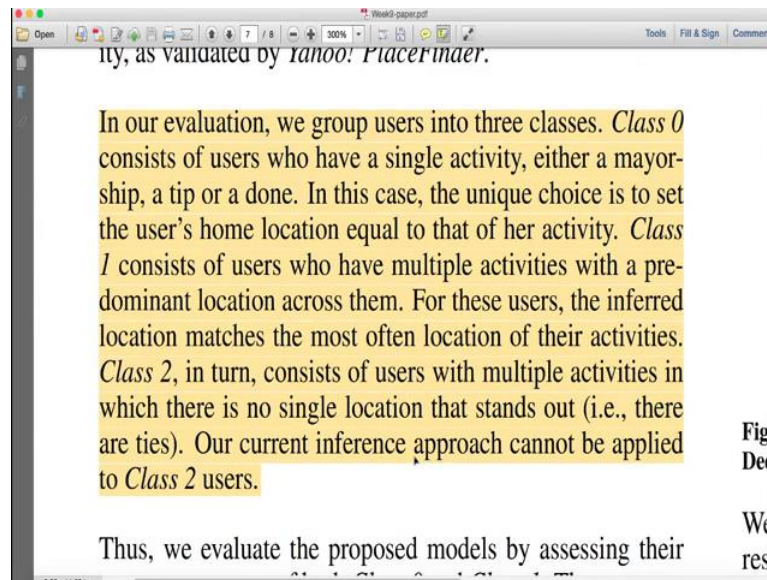 Week9-paper.pdf
Open 7 / 8 300% Tools Fill & Sign Commen
ity, as validated by Yahoo! PlaceFinder.
In our evaluation, we group users into three classes. Class 0
consists of users who have a single activity, either a mayor-
ship, a tip or a done. In this case, the unique choice is to set
the user's home location equal to that of her activity. Class
1 consists of users who have multiple activities with a pre-
dominant location across them. For these users, the inferred
location matches the most often location of their activities.
Class 2, in turn, consists of users with multiple activities in
which there is no single location that stands out (i.e., there
are ties). Our current inference approach cannot be applied
to Class 2 users.
Thus, we evaluate the proposed models by assessing their
Fig
Dec
We
res